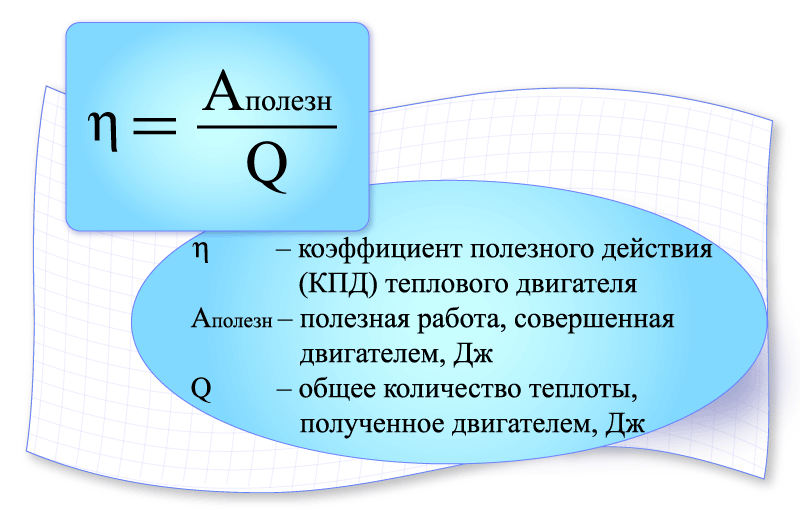 η = Aполезн
Q
η – коэффициент полезного действия
(КПД) теплового двигателя
Aполезн – полезная работа, совершенная
двигателем, Дж
Q – общее количество теплоты,
полученное двигателем, Дж